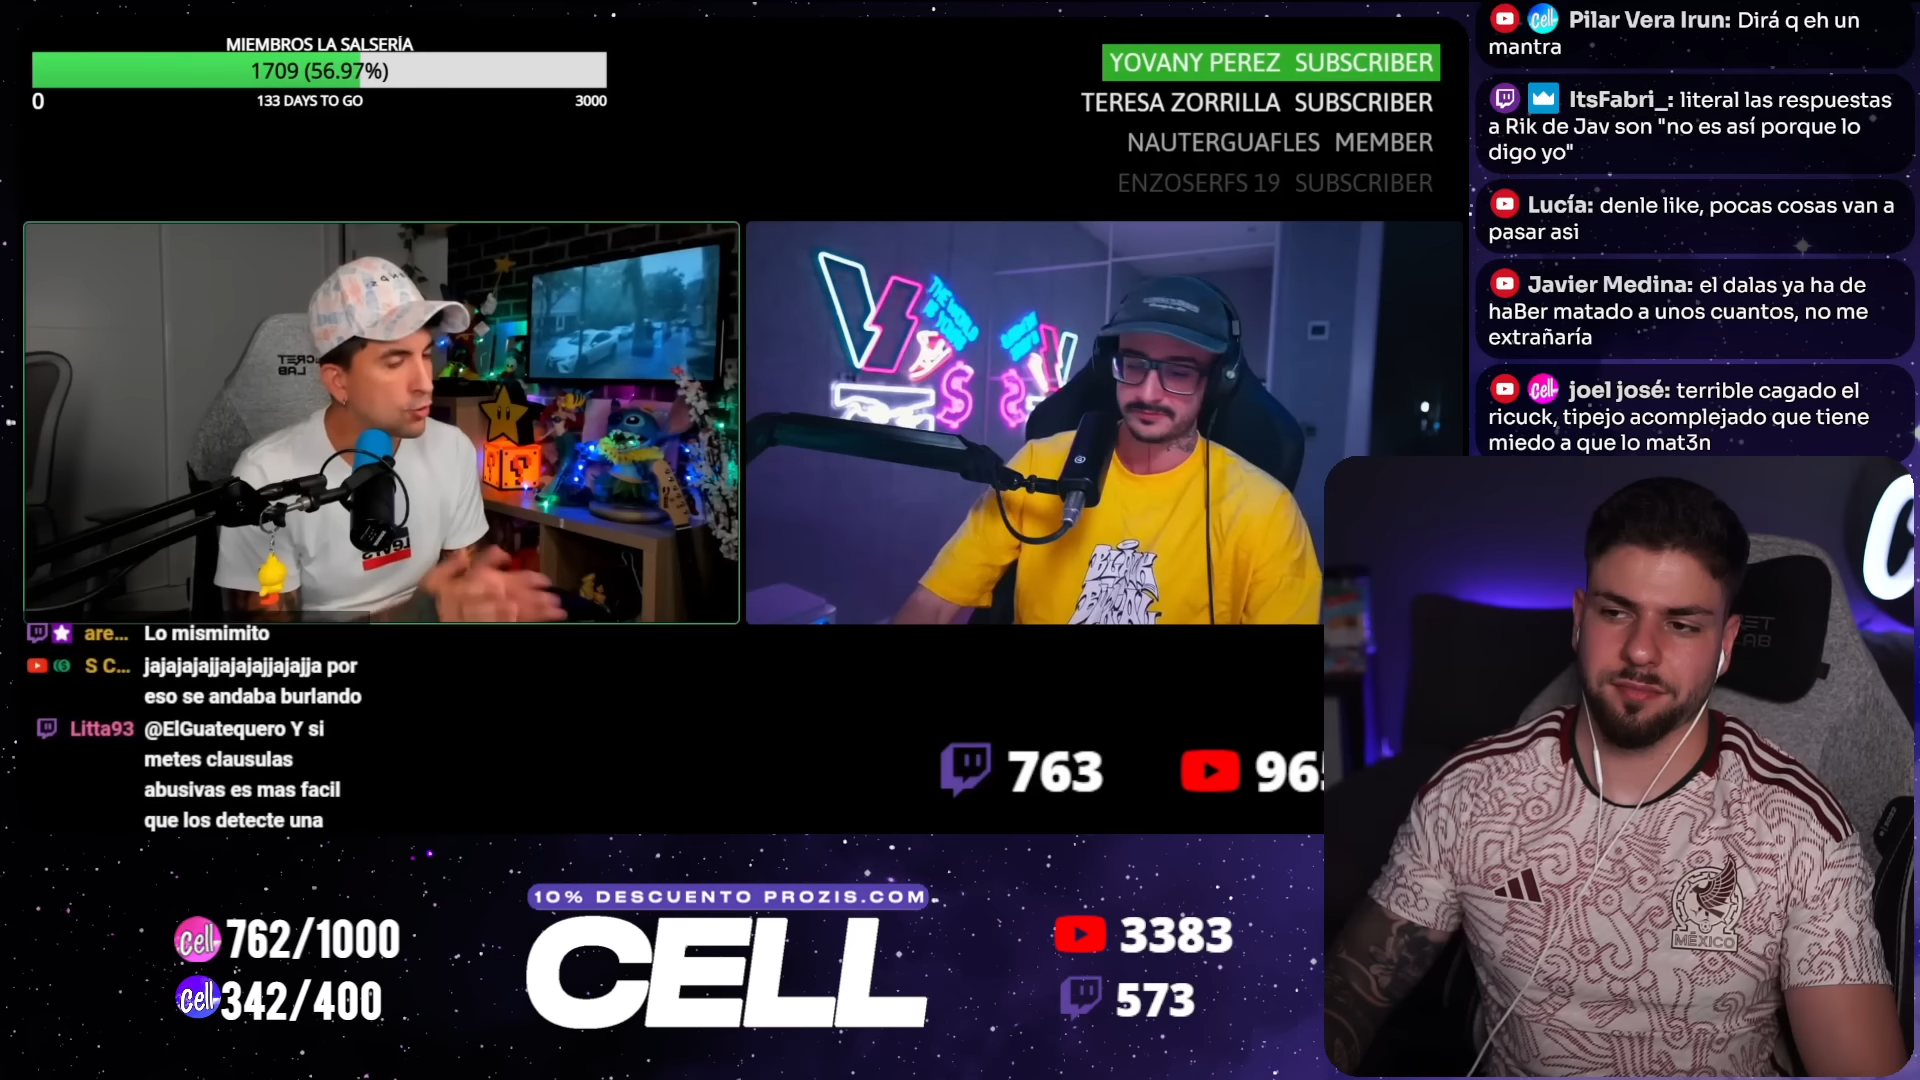 MIEMBROS LA SALSERÍA
1709 (56.97%)
0
133 DAYS TO GO
3000
YOVANY PEREZ SUBSCRIBER
TERESA ZORRILLA SUBSCRIBER
NAUTERGUAFLES MEMBER
ENZOSERFS 19 SUBSCRIBER
Pilar Vera Irun: Dirá q eh un
mantra
ItsFabri_: literal las respuestas
a Rik de Jav son "no es así porque lo
digo yo"
Lucía: denle like, pocas cosas van a
pasar asi
Javier Medina: el dalas ya ha de
haBer matado a unos cuantos, no me
extrañaría
cell joel josé: terrible cagado el
ricuck, tipejo acomplejado que tiene
miedo a que lo mat3n
are... Lo mismimito
S C... jajajajajjajajajjajajja por
eso se andaba burlando
Litta93 @ElGuatequero Y si
metes clausulas
abusivas es mas facil
que los detecte una
763
cell 762/1000
cell 342/400
10% DESCUENTO PROZIS.COM
CELL
3383
573
MÉXICO